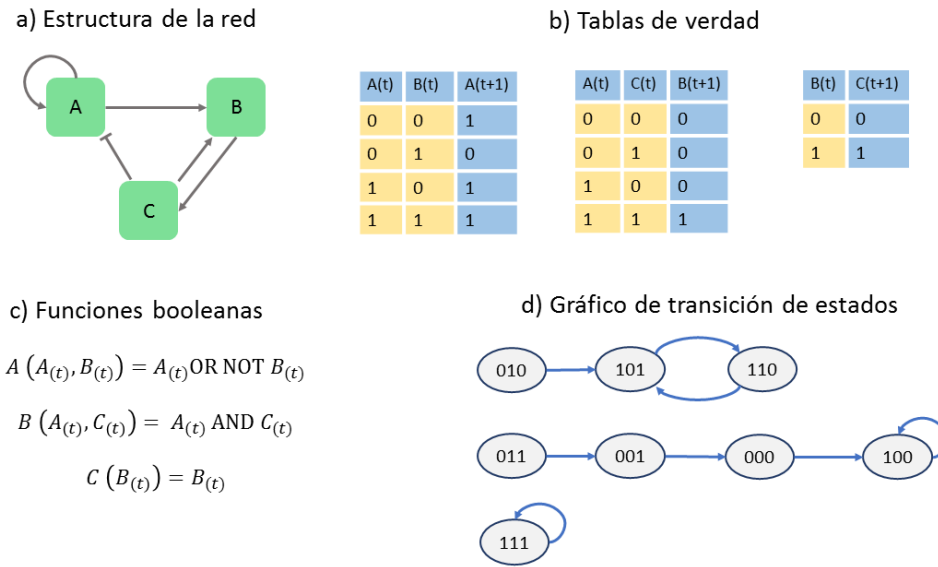 a) Estructura de la red
A
B
C
b) Tablas de verdad
A(t) B(t) A(t+1)
0 0 1
0 1 0
1 0 1
1 1 1
A(t) C(t) B(t+1)
0 0 0
0 1 0
1 0 0
1 1 1
B(t) C(t+1)
0 0
1 1
c) Funciones booleanas
A (A(t), B(t)) = A(t) OR NOT B(t)
B (A(t), C(t)) = A(t) AND C(t)
C (B(t)) = B(t)
d) Gráfico de transición de estados
010 101 110
011 001 000 100
111